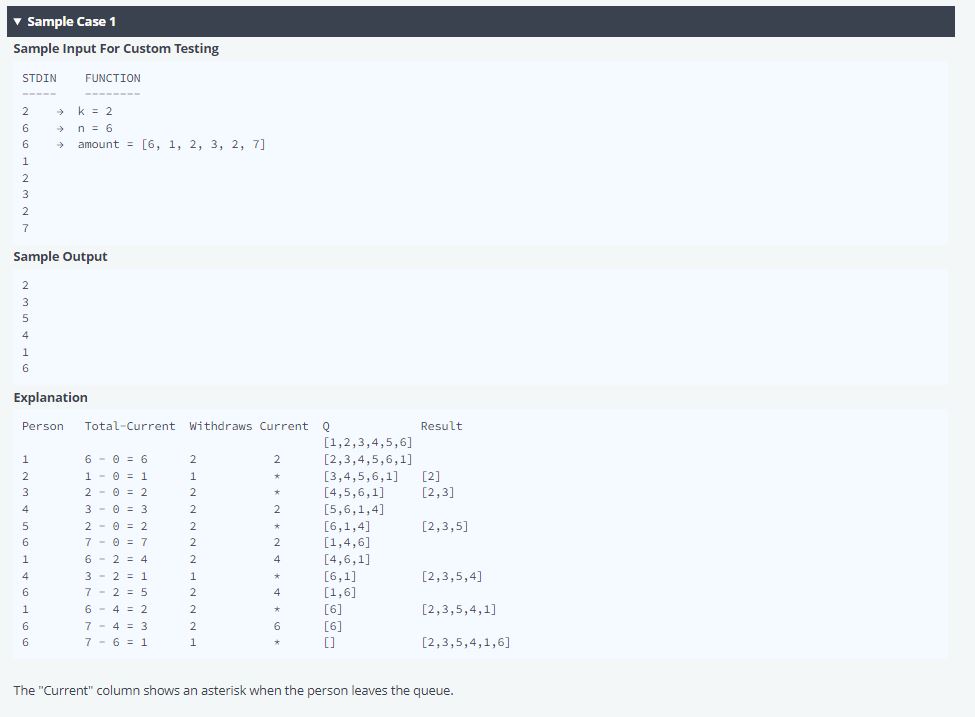 ▼ Sample Case 1
Sample Input For Custom Testing
STDIN    FUNCTION
-----    --------
2    →  k = 2
6    →  n = 6
6    →  amount = [6, 1, 2, 3, 2, 7]
1
2
3
2
7
Sample Output
2
3
5
4
1
6
Explanation
Person   Total-Current  Withdraws Current  Q             Result
[1,2,3,4,5,6]
1        6 - 0 = 6      2           2      [2,3,4,5,6,1]
2        1 - 0 = 1      1           *      [3,4,5,6,1]   [2]
3        2 - 0 = 2      2           *      [4,5,6,1]     [2,3]
4        3 - 0 = 3      2           2      [5,6,1,4]
5        2 - 0 = 2      2           *      [6,1,4]       [2,3,5]
6        7 - 0 = 7      2           2      [1,4,6]
1        6 - 2 = 4      2           4      [4,6,1]
4        3 - 2 = 1      1           *      [6,1]         [2,3,5,4]
6        7 - 2 = 5      2           4      [1,6]
1        6 - 4 = 2      2           *      [6]           [2,3,5,4,1]
6        7 - 4 = 3      2           6      [6]
6        7 - 6 = 1      1           *      []            [2,3,5,4,1,6]
The "Current" column shows an asterisk when the person leaves the queue.